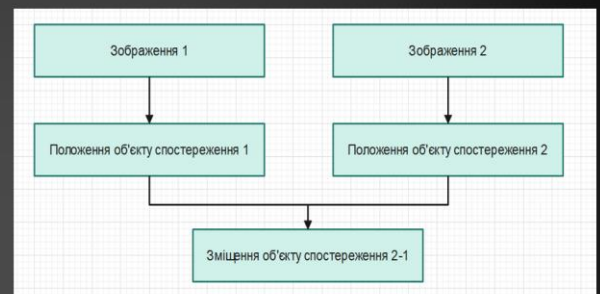 Зображення 1
Зображення 2
Положення об'єкту спостереження 1
Положення об'єкту спостереження 2
Зміщення об'єкту спостереження 2-1